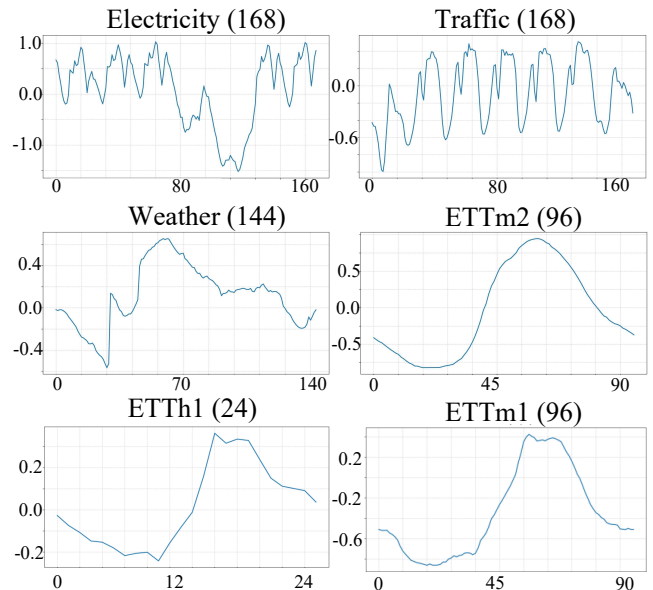 Electricity (168)
1.0
0.0
-1.0
0 80 160
Traffic (168)
0.0
-0.6
0 80 160
Weather (144)
0.4
0.0
-0.4
0 70 140
ETTm2 (96)
0.5
0.0
-0.5
0 45 90
ETTh1 (24)
0.2
0.0
-0.2
0 12 24
ETTm1 (96)
0.2
-0.2
-0.6
0 45 90